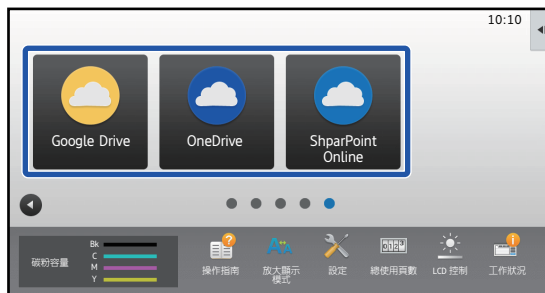 10:10
Google Drive
OneDrive
ShparPoint
Online
碳粉容量
Bk
C
M
Y
操作指南
放大顯示
模式
設定
總使用頁數
LCD 控制
工作狀況